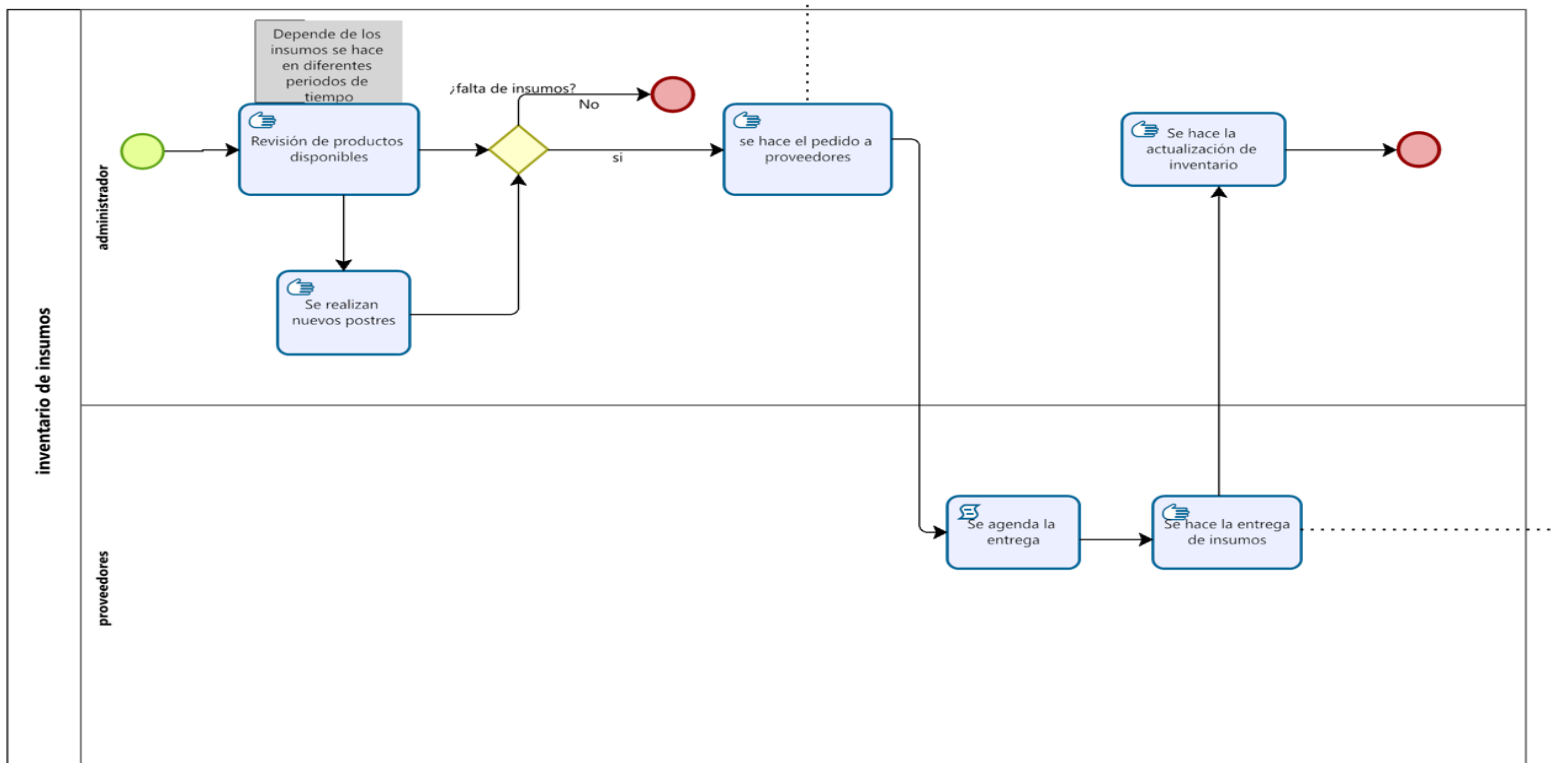 inventario de insumos
administrador
Depende de los
insumos se hace
en diferentes
periodos de
tiempo
Revisión de productos
disponibles
¿falta de insumos?
No
si
se hace el pedido a
proveedores
Se hace la
actualización de
inventario
Se realizan
nuevos postres
proveedores
Se agenda la
entrega
Se hace la entrega
de insumos